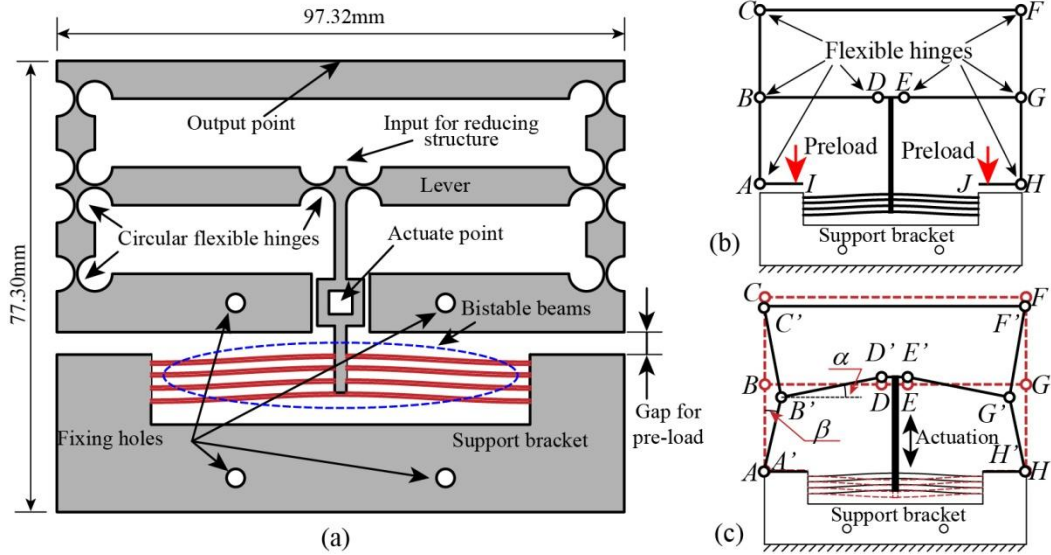 97.32mm
77.30mm
Output point
Input for reducing
structure
Lever
Circular flexible hinges
Actuate point
Bistable beams
Fixing holes
Support bracket
Gap for
pre-load
(a)
C
F
Flexible hinges
B
D
E
G
Preload
Preload
A
I
J
H
Support bracket
(b)
C
F
C'
F'
α
D'
E'
B
G
B'
D
E
G'
β
Actuation
A
A'
H'
H
Support bracket
(c)